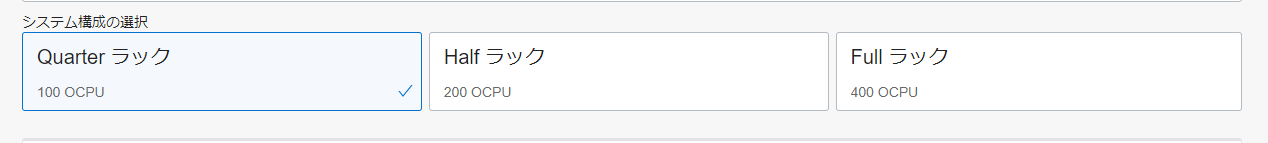 システム構成の選択
Quarter ラック
100 OCPU
Half ラック
200 OCPU
Full ラック
400 OCPU